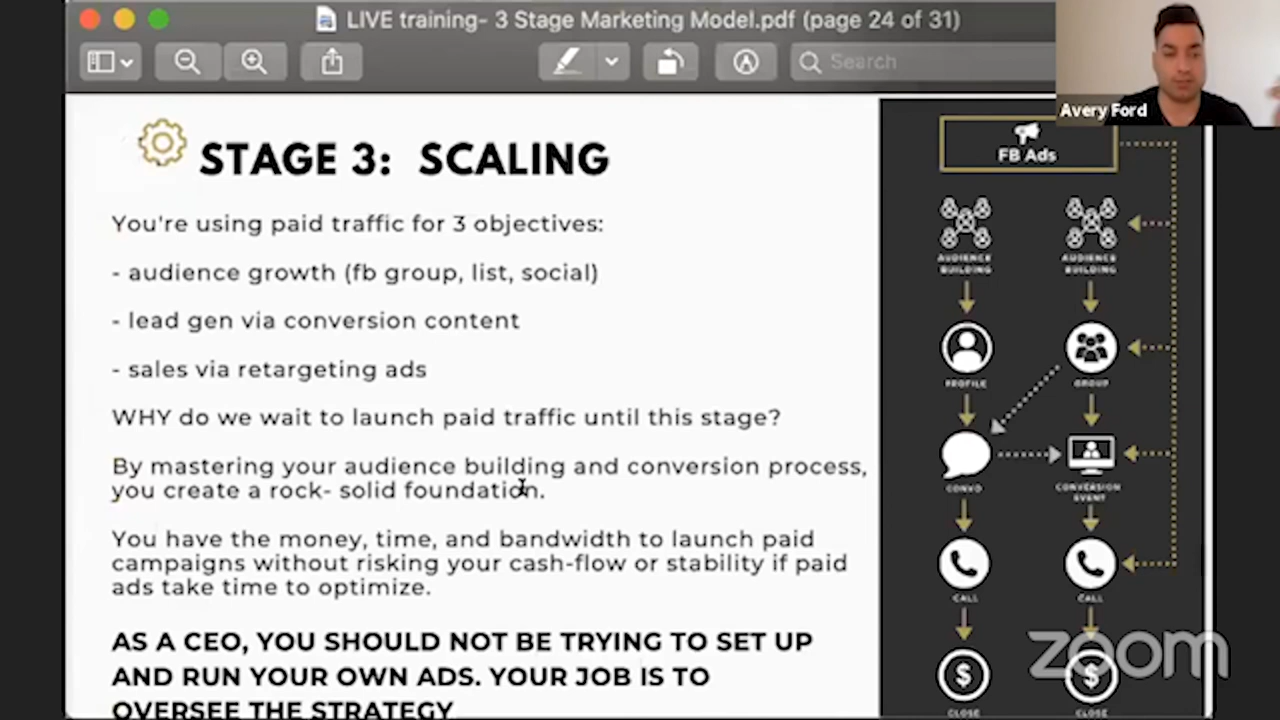 LIVE training- 3 Stage Marketing Model.pdf (page 24 of 31)
Search
Avery Ford
STAGE 3: SCALING
You're using paid traffic for 3 objectives:
- audience growth (fb group, list, social)
- lead gen via conversion content
- sales via retargeting ads
WHY do we wait to launch paid traffic until this stage?
By mastering your audience building and conversion process,
you create a rock- solid foundation.
You have the money, time, and bandwidth to launch paid
campaigns without risking your cash-flow or stability if paid
ads take time to optimize.
AS A CEO, YOU SHOULD NOT BE TRYING TO SET UP
AND RUN YOUR OWN ADS. YOUR JOB IS TO
OVERSEE THE STRATEGY
FB Ads
AUDIENCE BUILDING
AUDIENCE BUILDING
PROFILE
GROUP
CONVO
CONVERSION EVENT
CALL
CALL
CLOSE
CLOSE
zoom